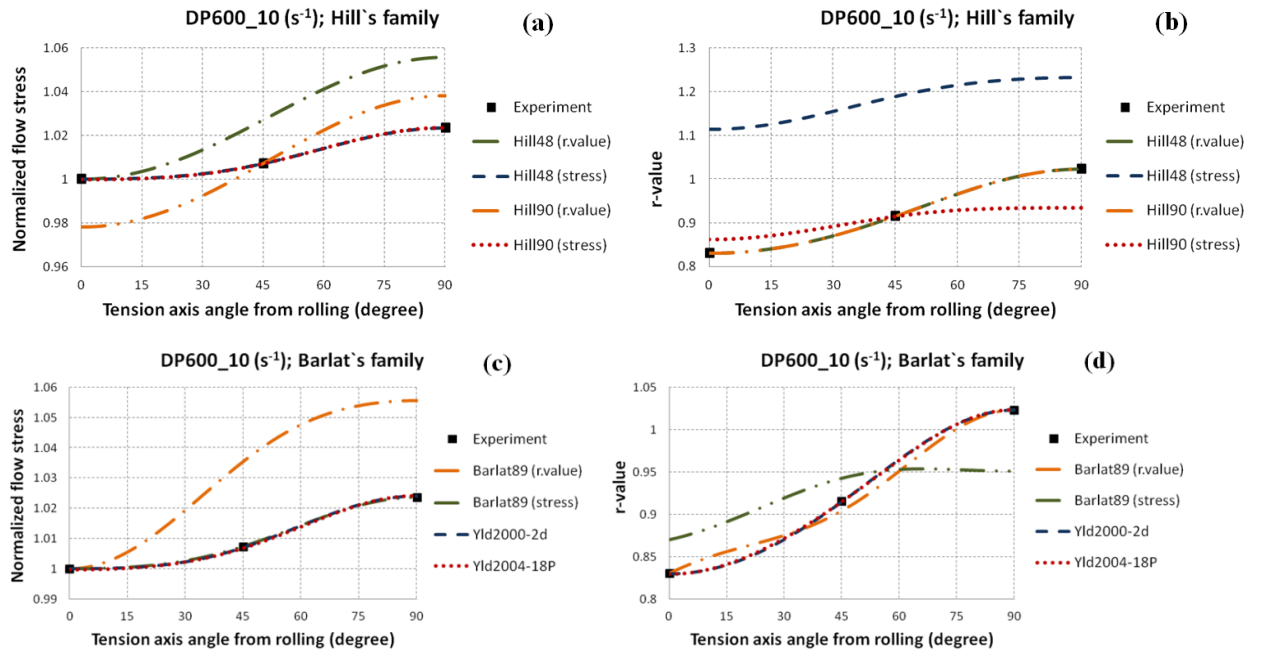 DP600_10 (s-1); Hill`s family
(a)
Normalized flow stress
1.06
1.04
1.02
1
0.98
0.96
0
15
30
45
60
75
90
Tension axis angle from rolling (degree)
Experiment
Hill48 (r.value)
Hill48 (stress)
Hill90 (r.value)
Hill90 (stress)
DP600_10 (s-1); Hill`s family
(b)
r-value
1.3
1.2
1.1
1
0.9
0.8
0
15
30
45
60
75
90
Tension axis angle from rolling (degree)
Experiment
Hill48 (r.value)
Hill48 (stress)
Hill90 (r.value)
Hill90 (stress)
DP600_10 (s-1); Barlat`s family
(c)
Normalized flow stress
1.06
1.05
1.04
1.03
1.02
1.01
1
0.99
0
15
30
45
60
75
90
Tension axis angle from rolling (degree)
Experiment
Barlat89 (r.value)
Barlat89 (stress)
Yld2000-2d
Yld2004-18P
DP600_10 (s-1); Barlat`s family
(d)
r-value
1.05
1
0.95
0.9
0.85
0.8
0
15
30
45
60
75
90
Tension axis angle from rolling (degree)
Experiment
Barlat89 (r.value)
Barlat89 (stress)
Yld2000-2d
Yld2004-18P